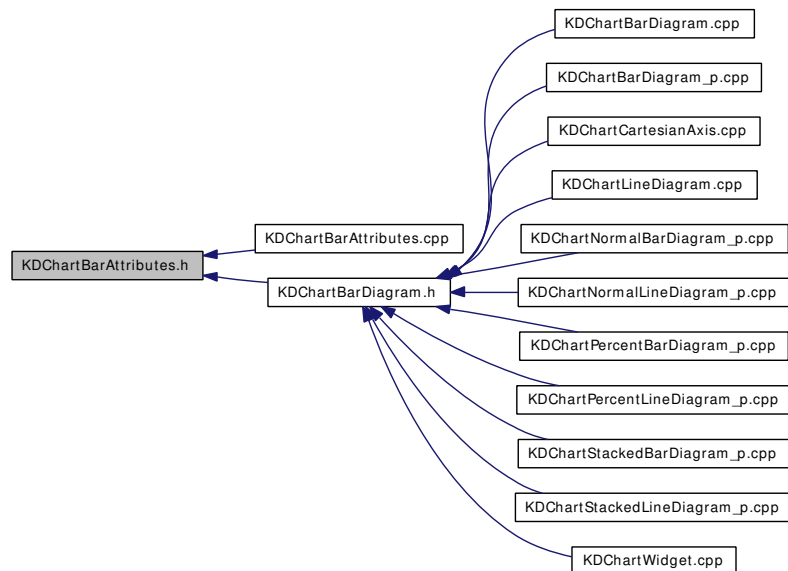 KDChartBarDiagram.cpp
KDChartBarDiagram_p.cpp
KDChartCartesianAxis.cpp
KDChartLineDiagram.cpp
KDChartBarAttributes.cpp
KDChartNormalBarDiagram_p.cpp
KDChartBarAttributes.h
KDChartBarDiagram.h
KDChartNormalLineDiagram_p.cpp
KDChartPercentBarDiagram_p.cpp
KDChartPercentLineDiagram_p.cpp
KDChartStackedBarDiagram_p.cpp
KDChartStackedLineDiagram_p.cpp
KDChartWidget.cpp